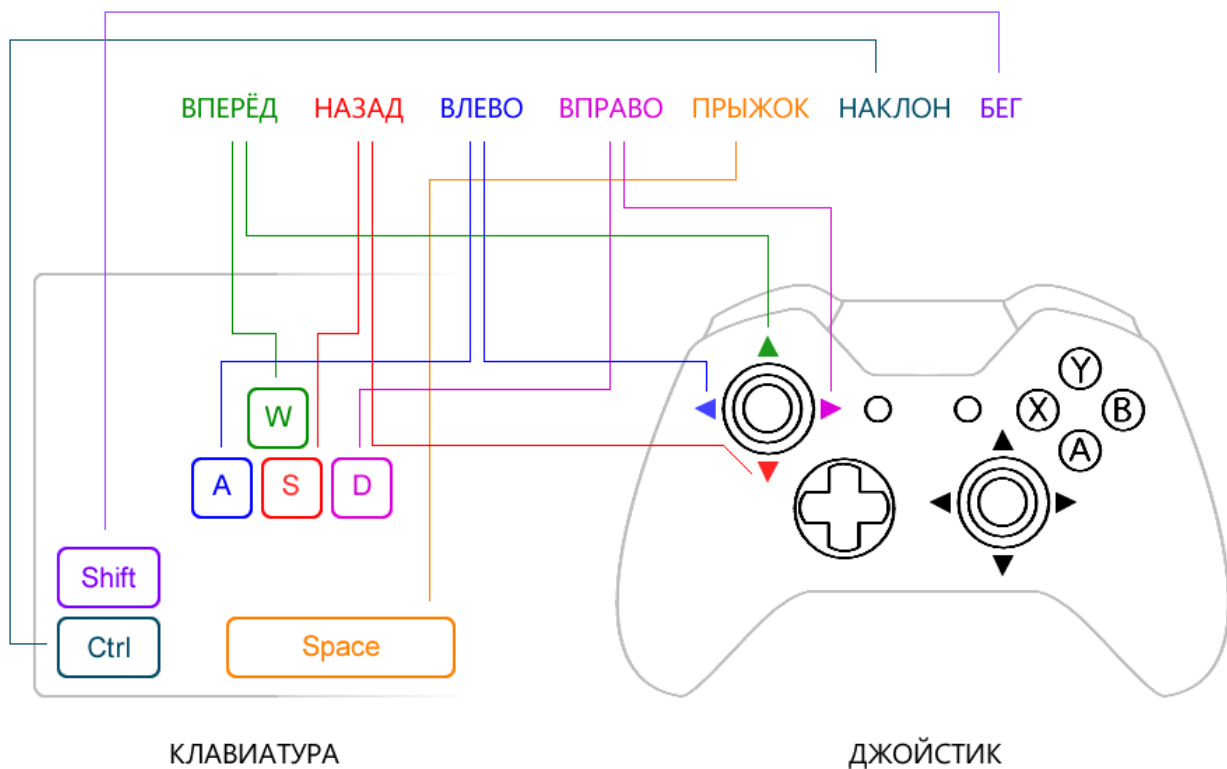 ВПЕРЁД НАЗАД ВЛЕВО ВПРАВО ПРЫЖОК НАКЛОН БЕГ
W
A S D
Shift
Ctrl Space
Y
X B
A
КЛАВИАТУРА ДЖОЙСТИК